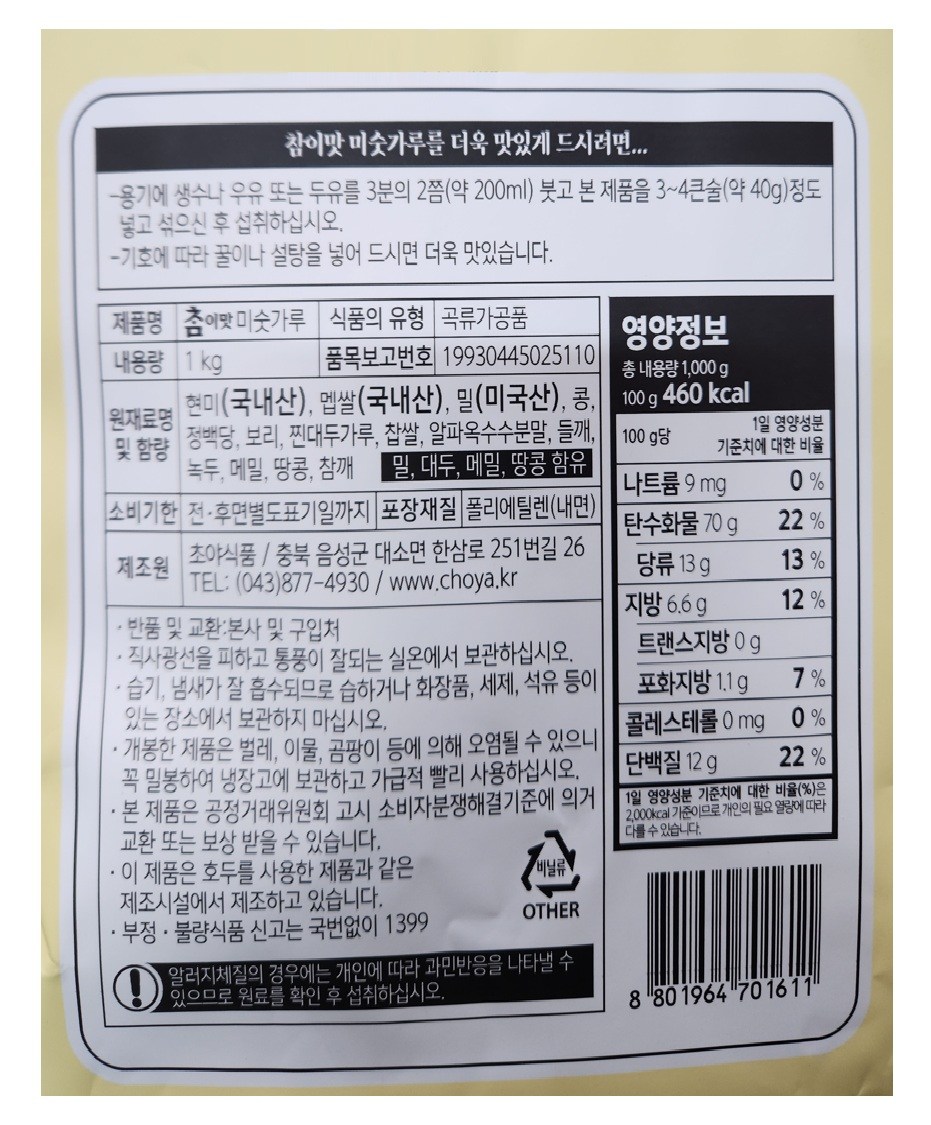 참이맛 미숫가루를 더욱 맛있게 드시려면...
-용기에 생수나 우유 또는 두유를 3분의 2쯤(약 200ml) 붓고 본 제품을 3~4큰술(약 40g)정도
넣고 섞으신 후 섭취하십시오.
-기호에 따라 꿀이나 설탕을 넣어 드시면 더욱 맛있습니다.
제품명 참이맛 미숫가루 식품의 유형 곡류가공품
내용량 1 kg 품목보고번호 19930445025110
원재료명 및 함량
현미(국내산), 멥쌀(국내산), 밀(미국산), 콩,
정백당, 보리, 찐대두가루, 찹쌀, 알파옥수수분말, 들깨,
녹두, 메밀, 땅콩, 참깨 밀, 대두, 메밀, 땅콩 함유
소비기한 전·후면별도표기일까지 포장재질 폴리에틸렌(내면)
제조원 초야식품 / 충북 음성군 대소면 한삼로 251번길 26
TEL: (043)877-4930 / www.choya.kr
· 반품 및 교환:본사 및 구입처
· 직사광선을 피하고 통풍이 잘되는 실온에서 보관하십시오.
· 습기, 냄새가 잘 흡수되므로 습하거나 화장품, 세제, 석유 등이
있는 장소에서 보관하지 마십시오.
· 개봉한 제품은 벌레, 이물, 곰팡이 등에 의해 오염될 수 있으니
꼭 밀봉하여 냉장고에 보관하고 가급적 빨리 사용하십시오.
· 본 제품은 공정거래위원회 고시 소비자분쟁해결기준에 의거
교환 또는 보상 받을 수 있습니다.
· 이 제품은 호두를 사용한 제품과 같은
제조시설에서 제조하고 있습니다.
· 부정 · 불량식품 신고는 국번없이 1399
비닐류
OTHER
알러지체질의 경우에는 개인에 따라 과민반응을 나타낼 수
있으므로 원료를 확인 후 섭취하십시오.
영양정보
총 내용량 1,000 g
100 g 460 kcal
100 g당 1일 영양성분
기준치에 대한 비율
나트륨 9 mg 0 %
탄수화물 70 g 22 %
당류 13 g 13 %
지방 6.6 g 12 %
트랜스지방 0 g
포화지방 1.1 g 7 %
콜레스테롤 0 mg 0 %
단백질 12 g 22 %
1일 영양성분 기준치에 대한 비율(%)은
2,000kcal 기준이므로 개인의 필요 열량에 따라
다를 수 있습니다.
8 801964 701611